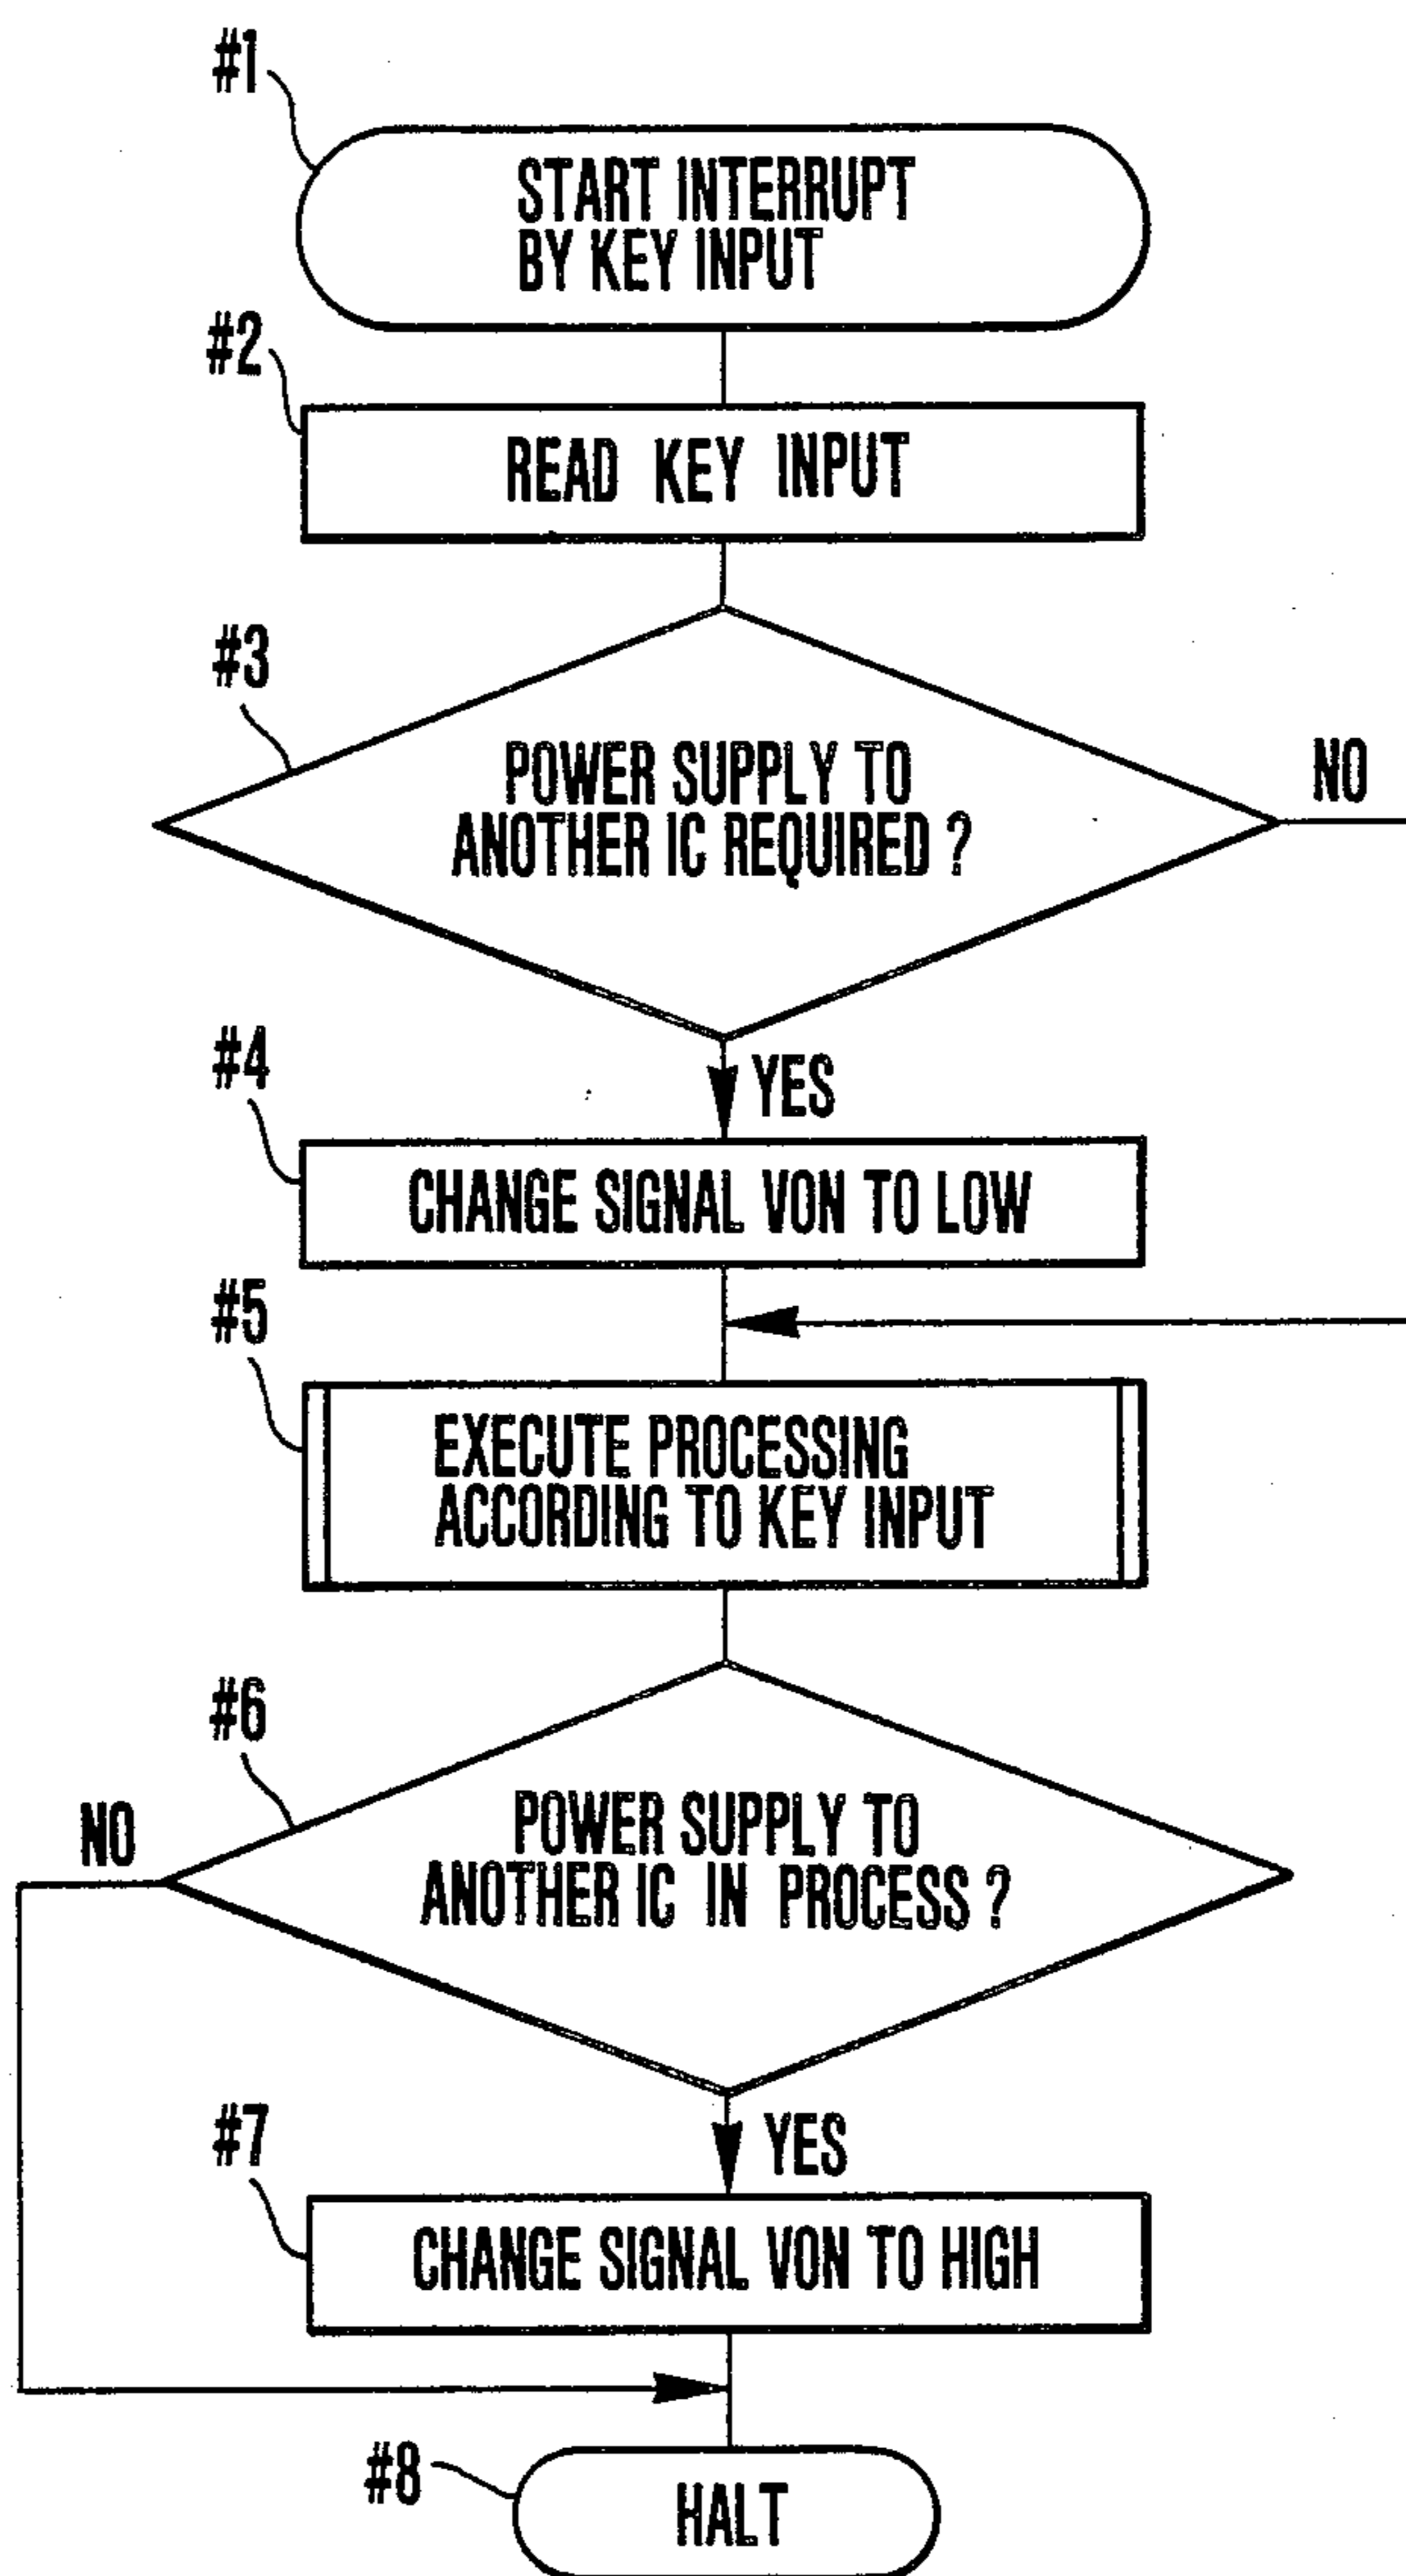 #1
START INTERRUPT
BY KEY INPUT
#2
READ KEY INPUT
#3
POWER SUPPLY TO
ANOTHER IC REQUIRED ?
NO
YES
#4
CHANGE SIGNAL VON TO LOW
#5
EXECUTE PROCESSING
ACCORDING TO KEY INPUT
#6
NO
POWER SUPPLY TO
ANOTHER IC IN PROCESS ?
YES
#7
CHANGE SIGNAL VON TO HIGH
#8
HALT